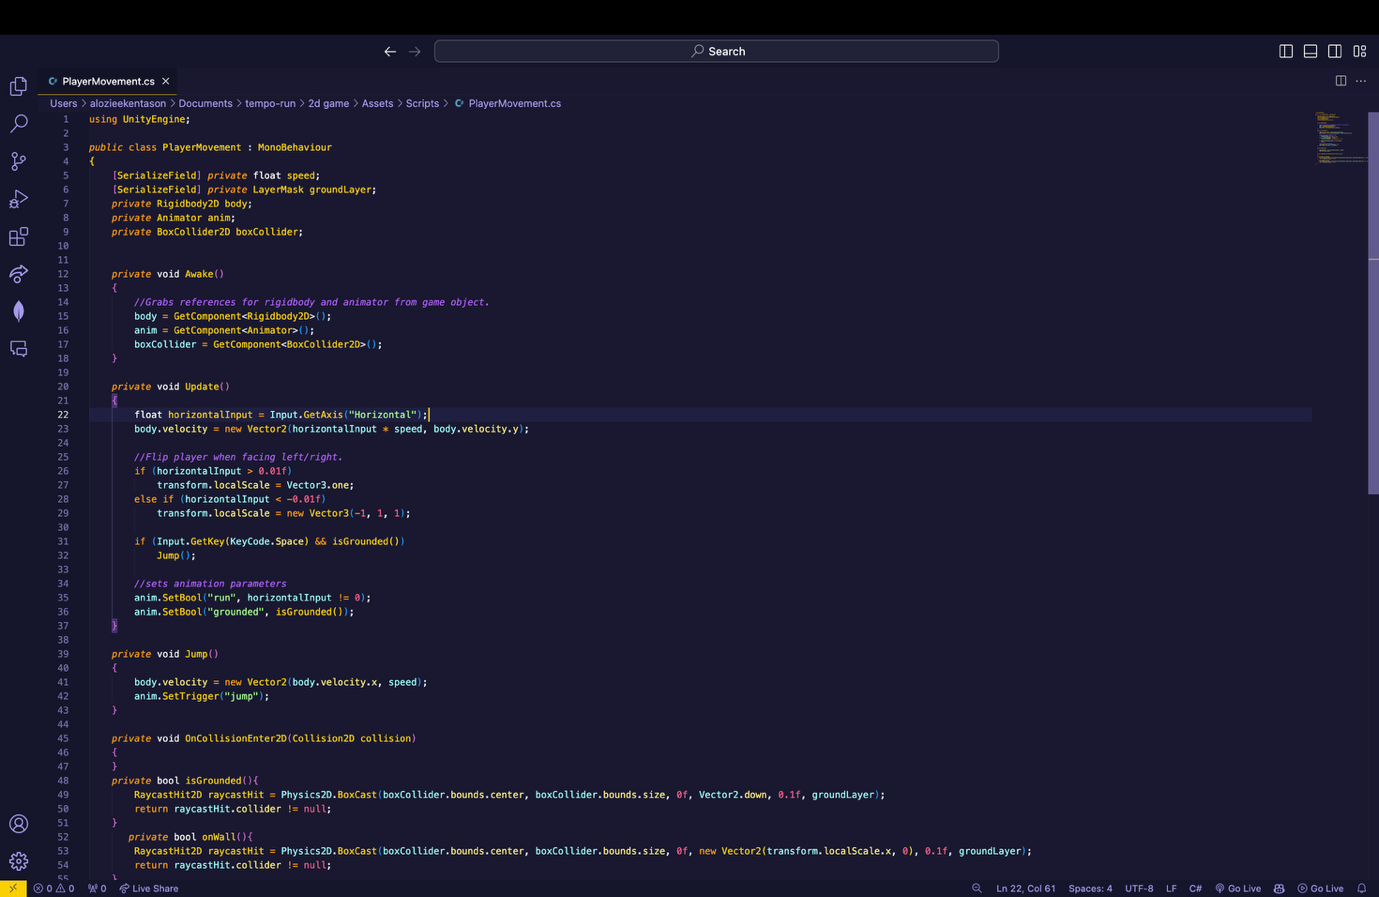 Search
PlayerMovement.cs
Users > alozieekentason > Documents > tempo-run > 2d game > Assets > Scripts > PlayerMovement.cs
1 using UnityEngine;
2
3 public class PlayerMovement : MonoBehaviour
4 {
5 [SerializeField] private float speed;
6 [SerializeField] private LayerMask groundLayer;
7 private Rigidbody2D body;
8 private Animator anim;
9 private BoxCollider2D boxCollider;
10
11
12 private void Awake()
13 {
14 //Grabs references for rigidbody and animator from game object.
15 body = GetComponent<Rigidbody2D>();
16 anim = GetComponent<Animator>();
17 boxCollider = GetComponent<BoxCollider2D>();
18 }
19
20 private void Update()
21 {
22 float horizontalInput = Input.GetAxis("Horizontal");
23 body.velocity = new Vector2(horizontalInput * speed, body.velocity.y);
24
25 //Flip player when facing left/right.
26 if (horizontalInput > 0.01f)
27 transform.localScale = Vector3.one;
28 else if (horizontalInput < -0.01f)
29 transform.localScale = new Vector3(-1, 1, 1);
30
31 if (Input.GetKey(KeyCode.Space) && isGrounded())
32 Jump();
33
34 //sets animation parameters
35 anim.SetBool("run", horizontalInput != 0);
36 anim.SetBool("grounded", isGrounded());
37 }
38
39 private void Jump()
40 {
41 body.velocity = new Vector2(body.velocity.x, speed);
42 anim.SetTrigger("jump");
43 }
44
45 private void OnCollisionEnter2D(Collision2D collision)
46 {
47 }
48 private bool isGrounded(){
49 RaycastHit2D raycastHit = Physics2D.BoxCast(boxCollider.bounds.center, boxCollider.bounds.size, 0f, Vector2.down, 0.1f, groundLayer);
50 return raycastHit.collider != null;
51 }
52 private bool onWall(){
53 RaycastHit2D raycastHit = Physics2D.BoxCast(boxCollider.bounds.center, boxCollider.bounds.size, 0f, new Vector2(transform.localScale.x, 0), 0.1f, groundLayer);
54 return raycastHit.collider != null;
55 }
0 0 0 Live Share Ln 22, Col 61 Spaces: 4 UTF-8 LF C# Go Live Go Live